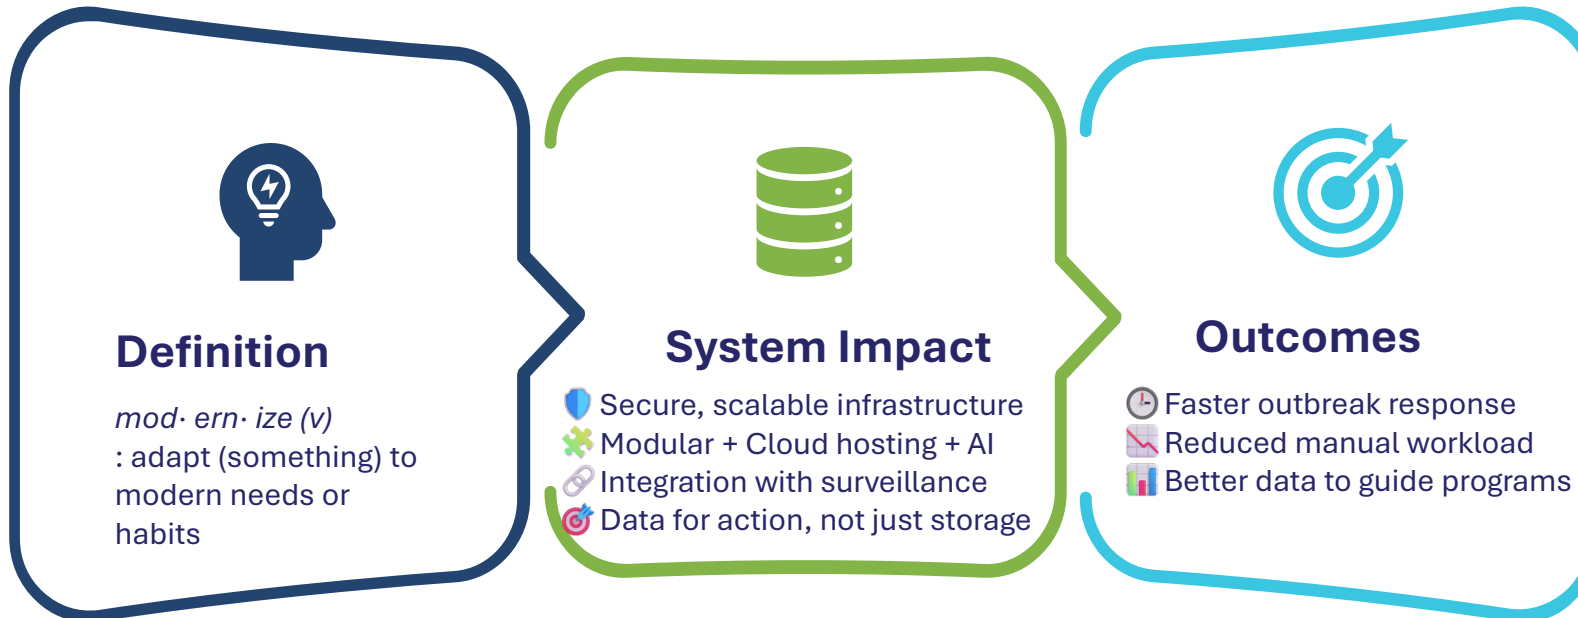 Definition
mod· ern· ize (v)
: adapt (something) to
modern needs or
habits
System Impact
🛡️ Secure, scalable infrastructure
🧩 Modular + Cloud hosting + AI
🔗 Integration with surveillance
🎯 Data for action, not just storage
Outcomes
🕒 Faster outbreak response
📉 Reduced manual workload
📊 Better data to guide programs